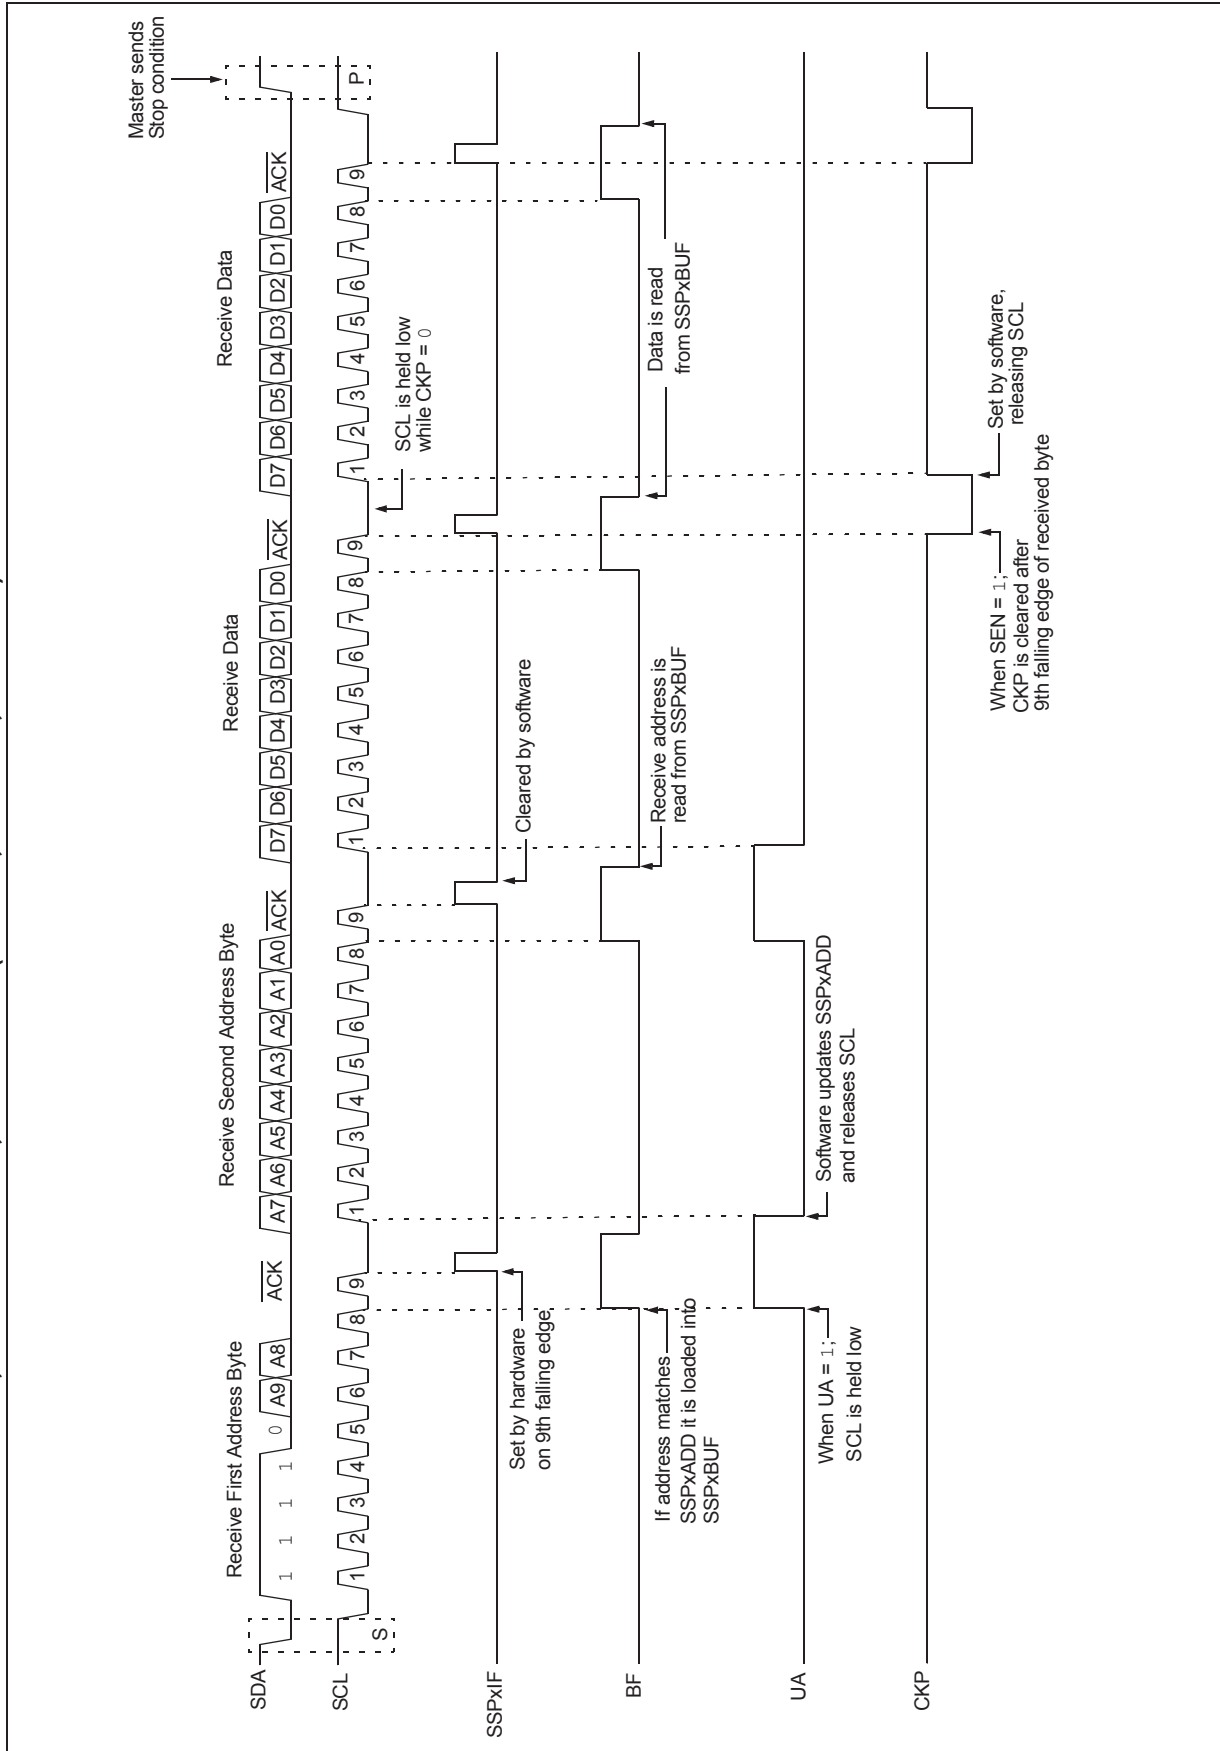 Master sends
Stop condition
Receive First Address Byte
Receive Second Address Byte
Receive Data
Receive Data
SDA
1 1 1 1 0 A9 A8 ACK
A7 A6 A5 A4 A3 A2 A1 A0 ACK
D7 D6 D5 D4 D3 D2 D1 D0 ACK
D7 D6 D5 D4 D3 D2 D1 D0 ACK
SCL
S
1 2 3 4 5 6 7 8 9
1 2 3 4 5 6 7 8 9
1 2 3 4 5 6 7 8 9
1 2 3 4 5 6 7 8 9
P
SCL is held low
while CKP = 0
SSPxIF
Set by hardware
on 9th falling edge
Cleared by software
BF
If address matches
SSPxADD it is loaded into
SSPxBUF
Receive address is
read from SSPxBUF
Data is read
from SSPxBUF
UA
When UA = 1;
SCL is held low
Software updates SSPxADD
and releases SCL
CKP
When SEN = 1;
CKP is cleared after
9th falling edge of received byte
Set by software,
releasing SCL